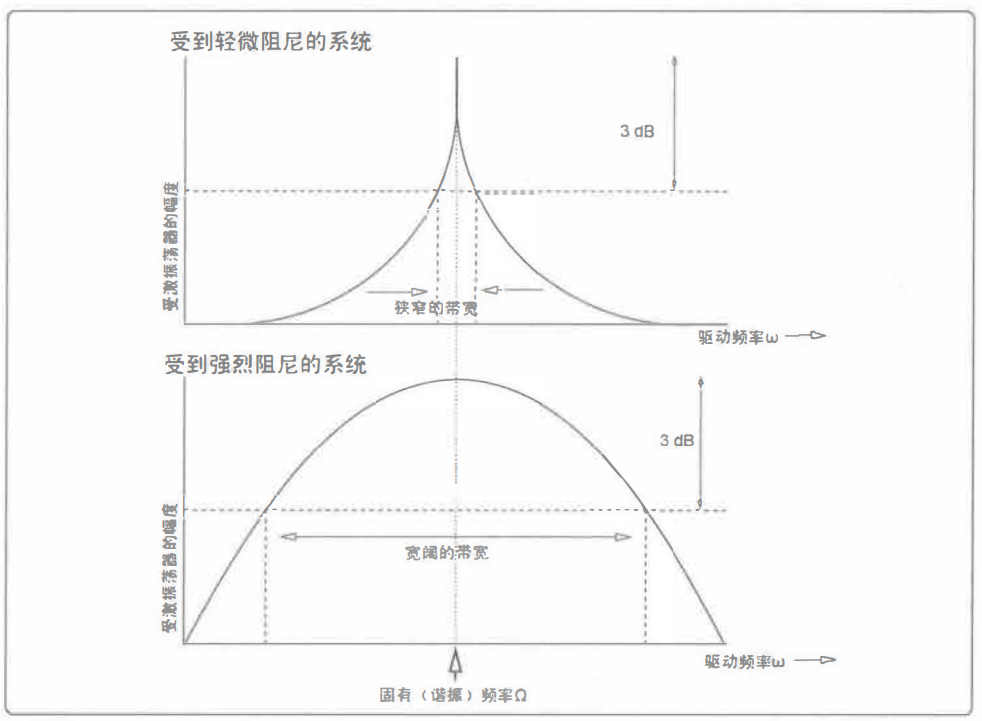 受到轻微阻尼的系统
3 dB
受激振荡器的幅度
狭窄的带宽
驱动频率ω
受到强烈阻尼的系统
3 dB
受激振荡器的幅度
宽阔的带宽
驱动频率ω
固有（谐振）频率Ω